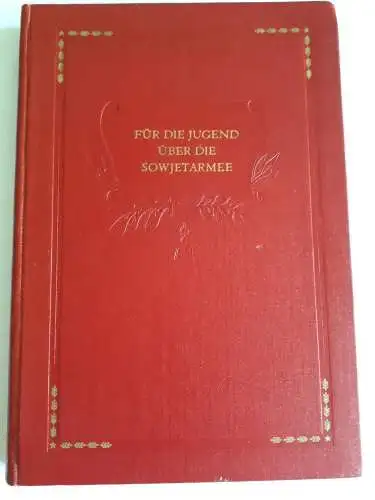 FÜR DIE JUGEND
ÜBER DIE
SOWJETARMEE